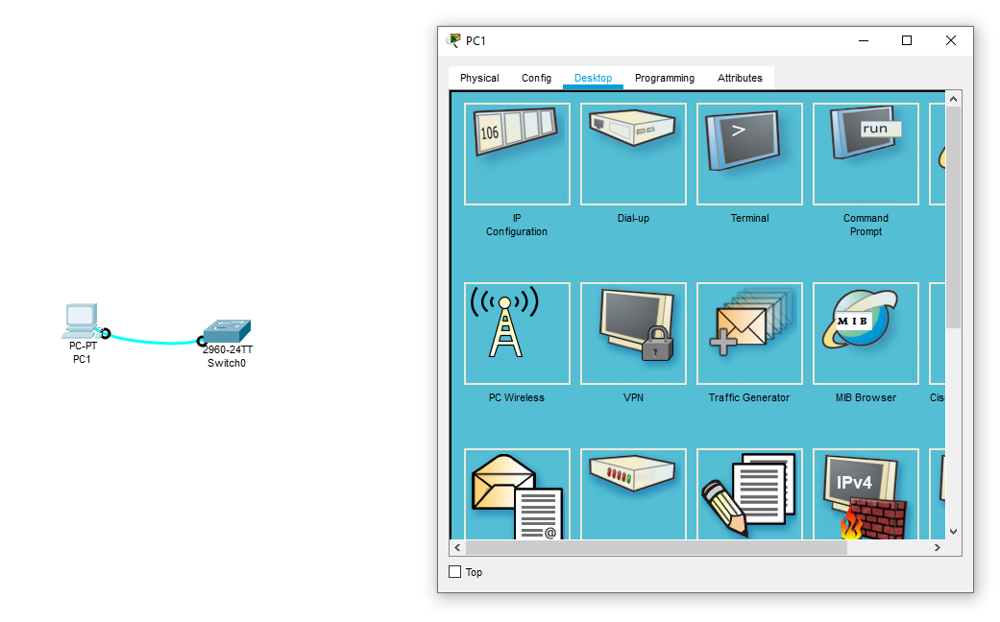 PC1
Physical Config Desktop Programming Attributes
106
>
run
IP
Configuration
Dial-up
Terminal
Command
Prompt
MIB
PC Wireless
VPN
Traffic Generator
MIB Browser
Cis
@
IPv4
Top
PC-PT
PC1
2960-24TT
Switch0